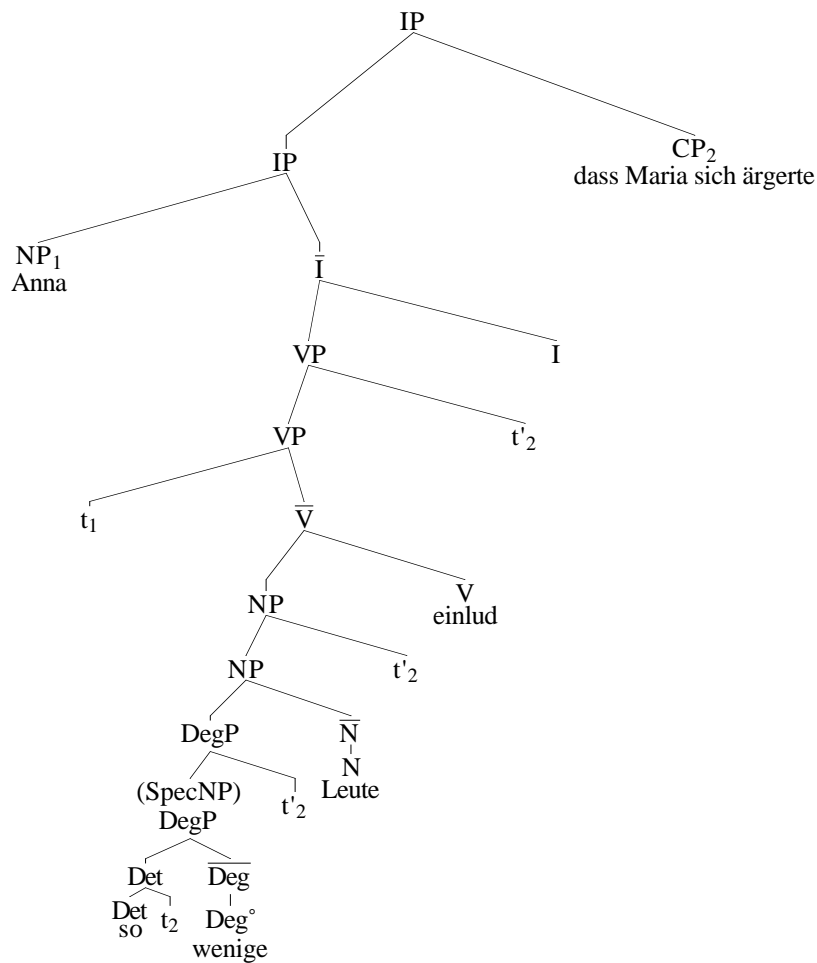 IP
IP CP₂
dass Maria sich ärgerte
NP₁ I̅
Anna
VP I
VP t'₂
t₁ V̅
NP V
einlud
NP t'₂
DegP N̅
(SpecNP) t'₂ N
Leute
DegP
Det D̅e̅g̅
Det t₂ Deg°
so wenige